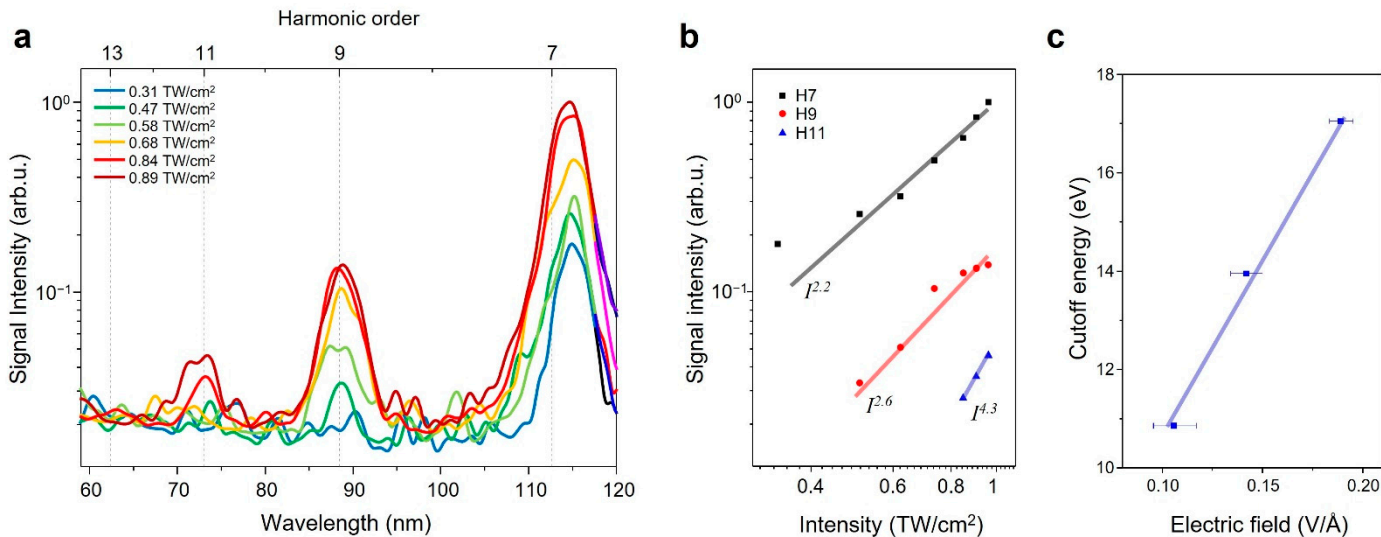 a
Harmonic order
13 11 9 7
0.31 TW/cm²
0.47 TW/cm²
0.58 TW/cm²
0.68 TW/cm²
0.84 TW/cm²
0.89 TW/cm²
10⁰
10⁻¹
Signal Intensity (arb.u.)
60 70 80 90 100 110 120
Wavelength (nm)
b
H7
H9
H11
10⁰
10⁻¹
I²·²
I²·⁶
I⁴·³
Signal intensity (arb.u.)
0.4 0.6 0.8 1
Intensity (TW/cm²)
c
18
16
14
12
10
Cutoff energy (eV)
0.10 0.15 0.20
Electric field (V/Å)